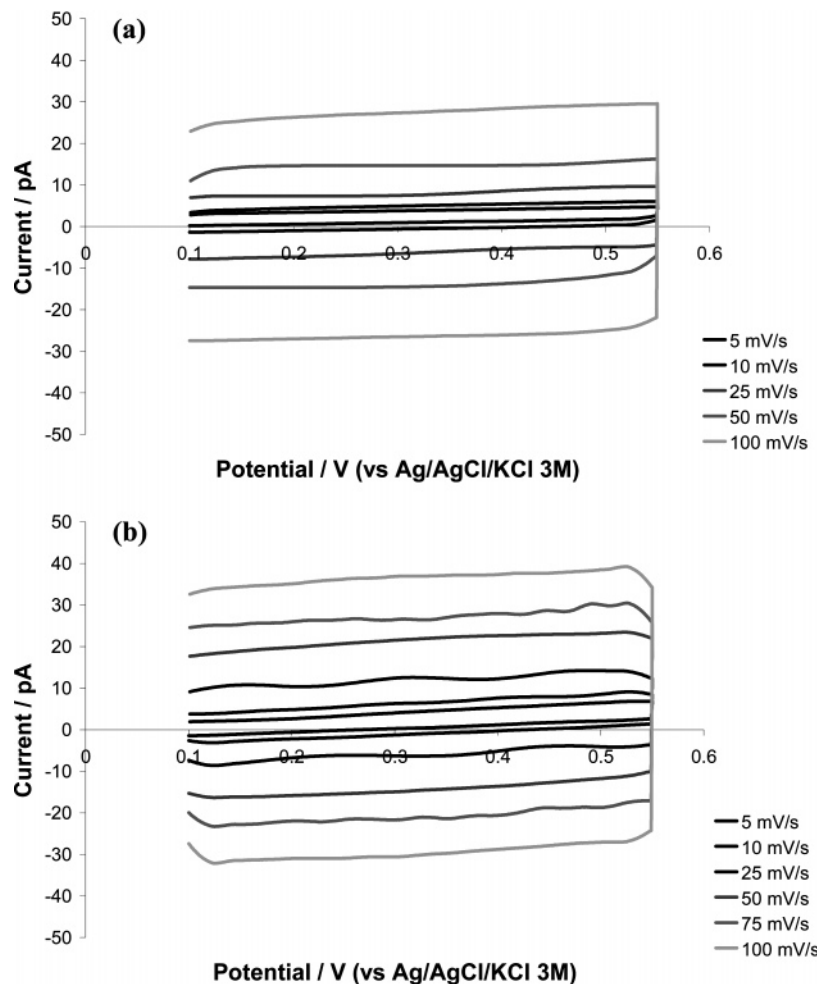 (a)
50
40
30
20
10
0
-10
-20
-30
-40
-50
0 0.1 0.2 0.3 0.4 0.5 0.6
Current / pA
Potential / V (vs Ag/AgCl/KCl 3M)
5 mV/s
10 mV/s
25 mV/s
50 mV/s
100 mV/s
(b)
50
40
30
20
10
0
-10
-20
-30
-40
-50
0 0.1 0.2 0.3 0.4 0.5 0.6
Current / pA
Potential / V (vs Ag/AgCl/KCl 3M)
5 mV/s
10 mV/s
25 mV/s
50 mV/s
75 mV/s
100 mV/s